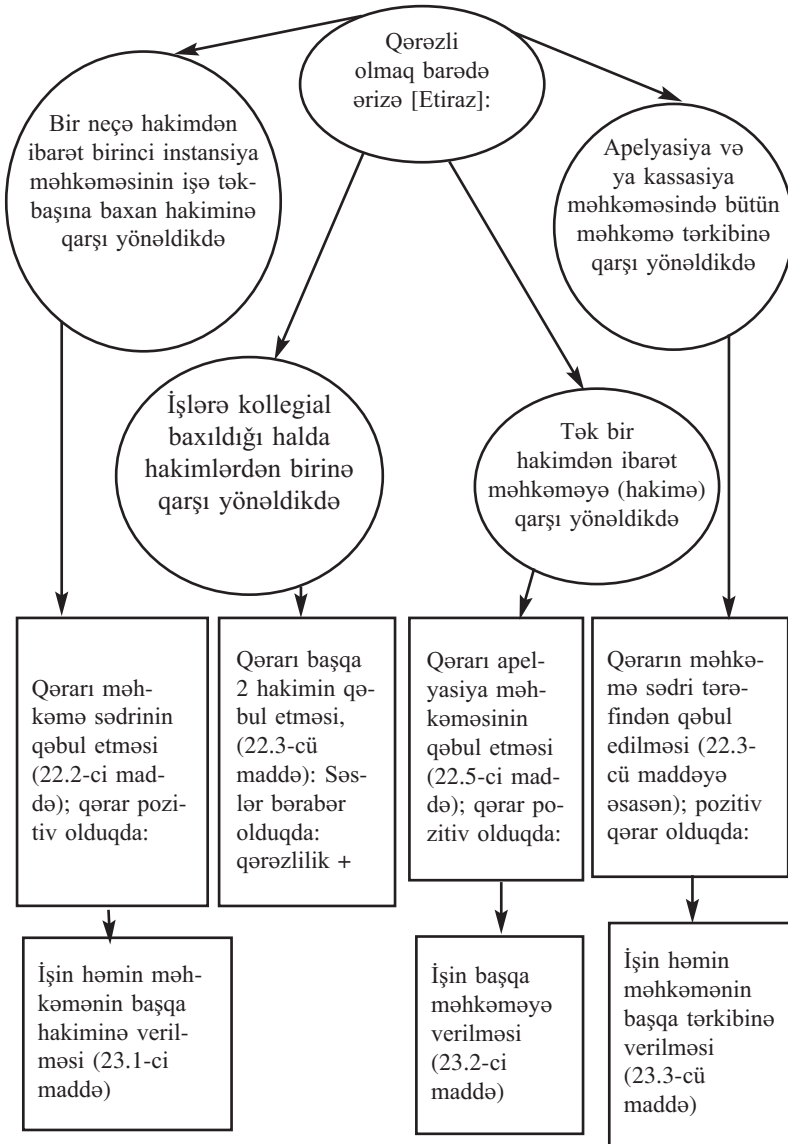 Qərəzli
olmaq barədə
ərizə [Etiraz]:
Bir neçə hakimdən
ibarət birinci instansiya
məhkəməsinin işə tək-
başına baxan hakiminə
qarşı yönəldikdə
Apelyasiya və
ya kassasiya
məhkəməsində bütün
məhkəmə tərkibinə
qarşı yönəldikdə
İşlərə kollegial
baxıldığı halda
hakimlərdən birinə
qarşı yönəldikdə
Tək bir
hakimdən ibarət
məhkəməyə (hakimə)
qarşı yönəldikdə
Qərarı məh-
kəmə sədrinin
qəbul etməsi
(22.2-ci mad-
də); qərar pozi-
tiv olduqda:
Qərarı başqa
2 hakimin qə-
bul etməsi,
(22.3-cü
maddə): Səs-
lər bərabər
olduqda:
qərəzlilik +
Qərarı apel-
yasiya məh-
kəməsinin
qəbul etməsi
(22.5-ci mad-
də); qərar po-
zitiv olduqda:
Qərarın məhkə-
mə sədri tərə-
findən qəbul
edilməsi (22.3-
cü maddəyə
əsasən); pozitiv
qərar olduqda:
İşin həmin məh-
kəmənin başqa
hakiminə veril-
məsi (23.1-ci
maddə)
İşin başqa
məhkəməyə
verilməsi
(23.2-ci
maddə)
İşin həmin
məhkəmənin
başqa tərkibinə
verilməsi
(23.3-cü
maddə)